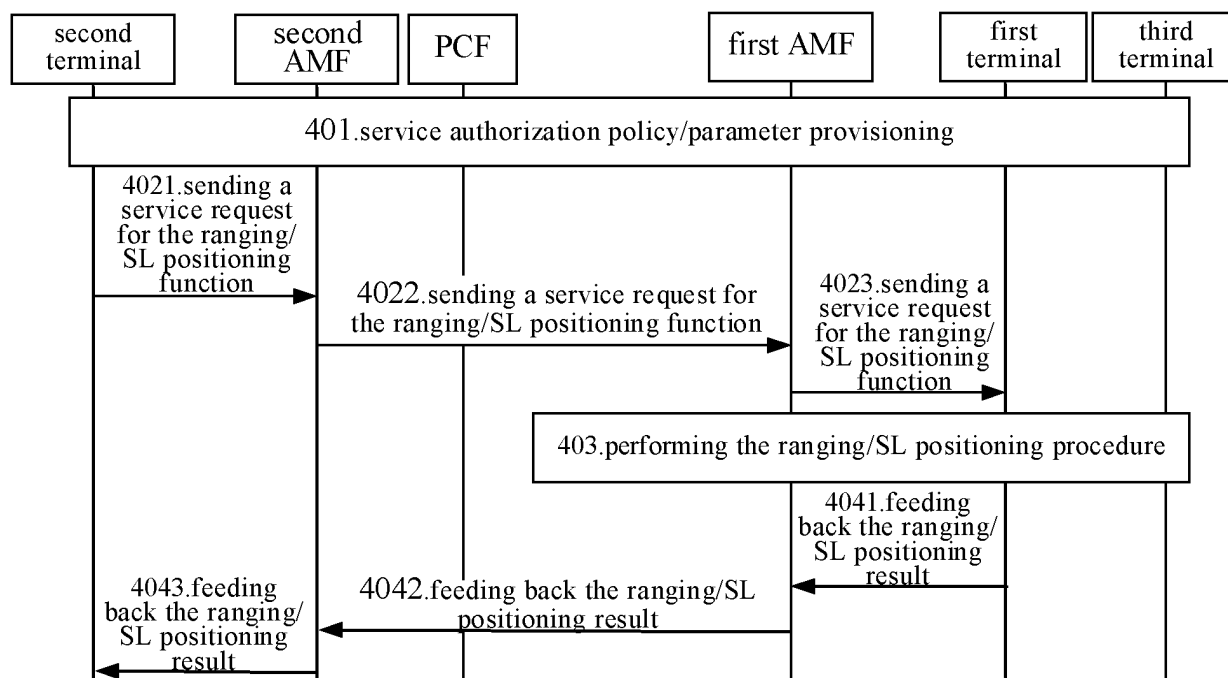 second
terminal
second
AMF
PCF
first AMF
first
terminal
third
terminal
401.service authorization policy/parameter provisioning
4021.sending a
service request
for the ranging/
SL positioning
function
4022.sending a service request for
the ranging/SL positioning function
4023.sending a
service request
for the ranging/
SL positioning
function
403.performing the ranging/SL positioning procedure
4041.feeding
back the ranging/
SL positioning
result
4042.feeding back the ranging/SL
positioning result
4043.feeding
back the ranging/
SL positioning
result